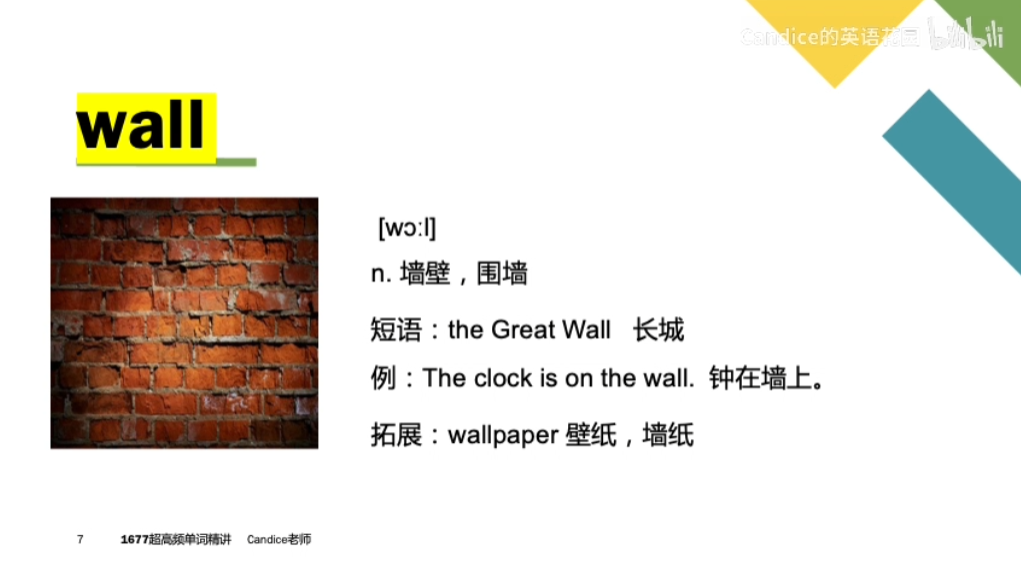 Candice的英语花园 bilibili
wall
[wɔːl]
n. 墙壁，围墙
短语：the Great Wall 长城
例：The clock is on the wall. 钟在墙上。
拓展：wallpaper 壁纸，墙纸
7 1677超高频单词精讲 Candice老师